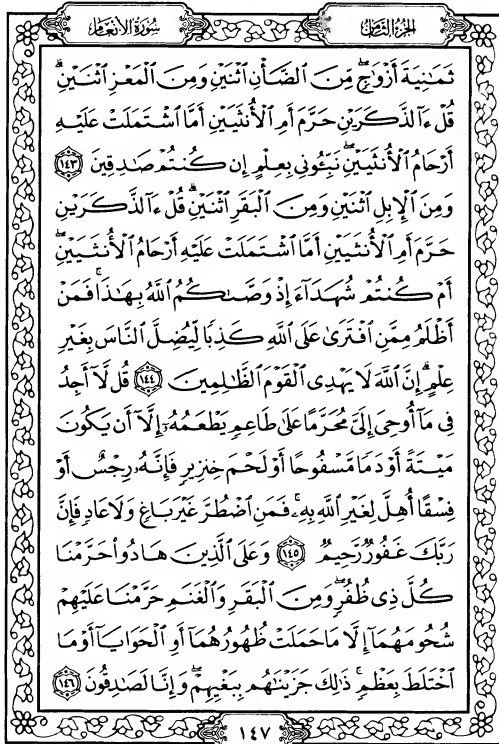 الجزء الثامن
سورة الأنعام
ثَمَٰنِيَةَ أَزْوَٰجٍ ۖ مِّنَ ٱلضَّأْنِ ٱثْنَيْنِ وَمِنَ ٱلْمَعْزِ ٱثْنَيْنِ ۗ
قُلْ ءَآلذَّكَرَيْنِ حَرَّمَ أَمِ ٱلْأُنثَيَيْنِ أَمَّا ٱشْتَمَلَتْ عَلَيْهِ
أَرْحَامُ ٱلْأُنثَيَيْنِ ۖ نَبِّـُٔونِى بِعِلْمٍ إِن كُنتُمْ صَٰدِقِينَ ١٤٣
وَمِنَ ٱلْإِبِلِ ٱثْنَيْنِ وَمِنَ ٱلْبَقَرِ ٱثْنَيْنِ ۗ قُلْ ءَآلذَّكَرَيْنِ
حَرَّمَ أَمِ ٱلْأُنثَيَيْنِ أَمَّا ٱشْتَمَلَتْ عَلَيْهِ أَرْحَامُ ٱلْأُنثَيَيْنِ ۖ
أَمْ كُنتُمْ شُهَدَآءَ إِذْ وَصَّىٰكُمُ ٱللَّهُ بِهَٰذَا ۚ فَمَنْ
أَظْلَمُ مِمَّنِ ٱفْتَرَىٰ عَلَى ٱللَّهِ كَذِبًا لِّيُضِلَّ ٱلنَّاسَ بِغَيْرِ
عِلْمٍ ۗ إِنَّ ٱللَّهَ لَا يَهْدِى ٱلْقَوْمَ ٱلظَّٰلِمِينَ ١٤٤ قُل لَّآ أَجِدُ
فِى مَآ أُوحِىَ إِلَىَّ مُحَرَّمًا عَلَىٰ طَاعِمٍ يَطْعَمُهُۥٓ إِلَّآ أَن يَكُونَ
مَيْتَةً أَوْ دَمًا مَّسْفُوحًا أَوْ لَحْمَ خِنزِيرٍ فَإِنَّهُۥ رِجْسٌ أَوْ
فِسْقًا أُهِلَّ لِغَيْرِ ٱللَّهِ بِهِۦ ۚ فَمَنِ ٱضْطُرَّ غَيْرَ بَاغٍ وَلَا عَادٍ فَإِنَّ
رَبَّكَ غَفُورٌ رَّحِيمٌ ١٤٥ وَعَلَى ٱلَّذِينَ هَادُوا۟ حَرَّمْنَا
كُلَّ ذِى ظُفُرٍ ۖ وَمِنَ ٱلْبَقَرِ وَٱلْغَنَمِ حَرَّمْنَا عَلَيْهِمْ
شُحُومَهُمَآ إِلَّا مَا حَمَلَتْ ظُهُورُهُمَآ أَوِ ٱلْحَوَايَآ أَوْ مَا
ٱخْتَلَطَ بِعَظْمٍ ۚ ذَٰلِكَ جَزَيْنَٰهُم بِبَغْيِهِمْ ۖ وَإِنَّا لَصَٰدِقُونَ ١٤٦
١٤٧